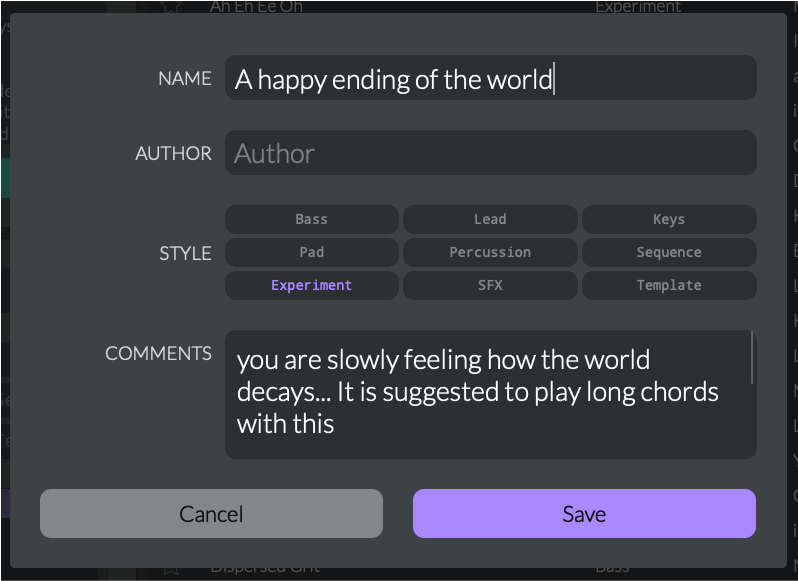 Ah Eh Ee Oh Experiment
NAME A happy ending of the world
AUTHOR Author
Bass Lead Keys
STYLE Pad Percussion Sequence
Experiment SFX Template
COMMENTS you are slowly feeling how the world
decays... It is suggested to play long chords
with this
Cancel Save
Dispersed Grit Bass